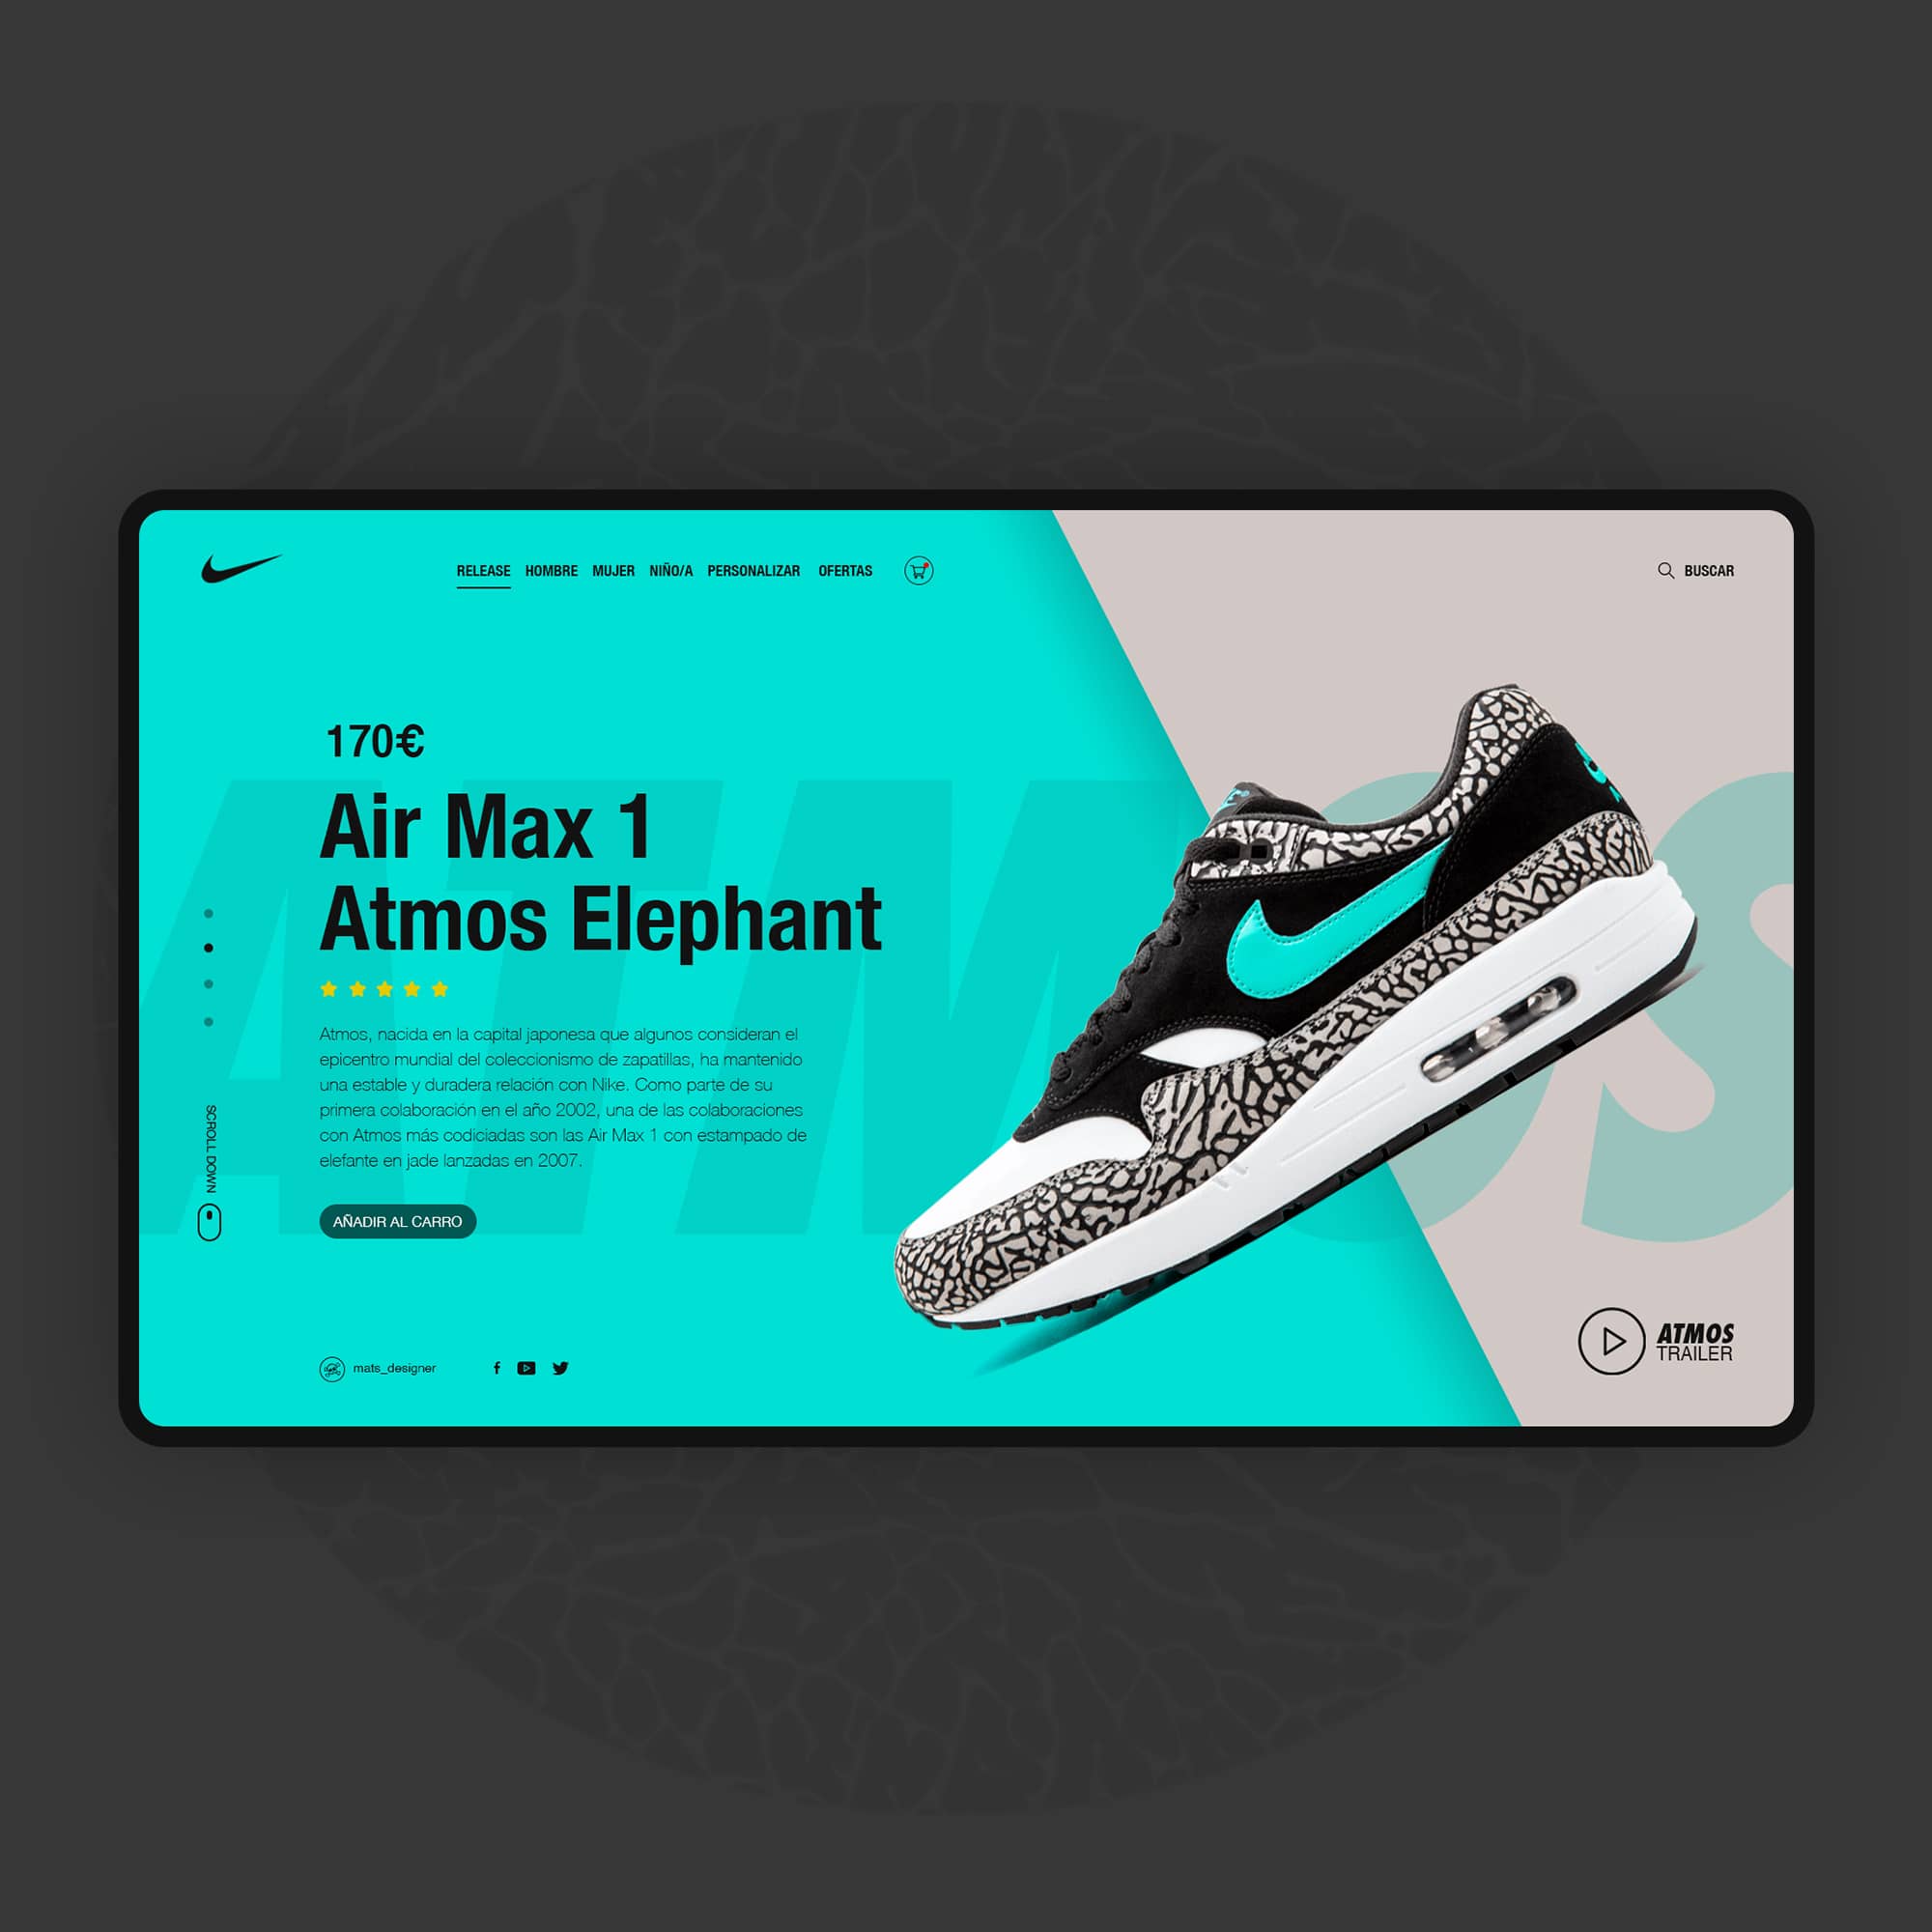 RELEASE HOMBRE MUJER NIÑO/A PERSONALIZAR OFERTAS
BUSCAR
170€
Air Max 1
Atmos Elephant
ATMOS
Atmos, nacida en la capital japonesa que algunos consideran el
epicentro mundial del coleccionismo de zapatillas, ha mantenido
una estable y duradera relación con Nike. Como parte de su
primera colaboración en el año 2002, una de las colaboraciones
con Atmos más codiciadas son las Air Max 1 con estampado de
elefante en jade lanzadas en 2007.
SCROLL DOWN
AÑADIR AL CARRO
ATMOS
TRAILER
mats_designer